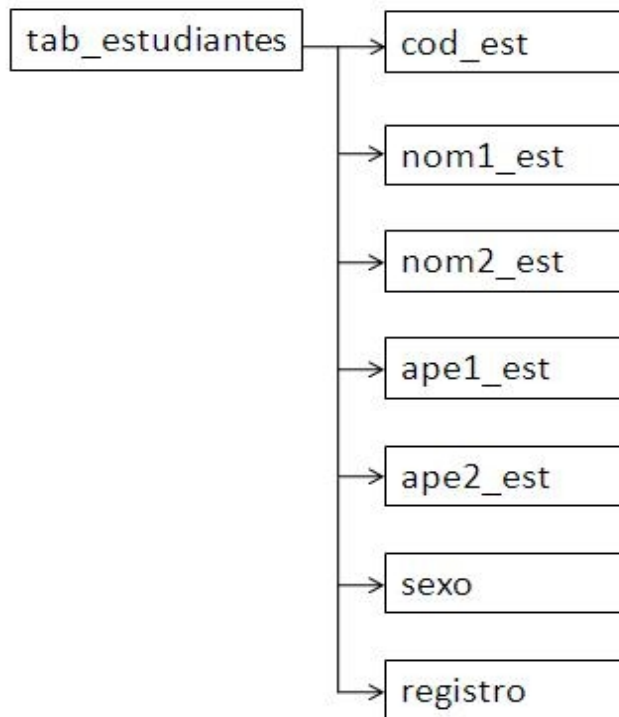 tab_estudiantes
cod_est
nom1_est
nom2_est
ape1_est
ape2_est
sexo
registro